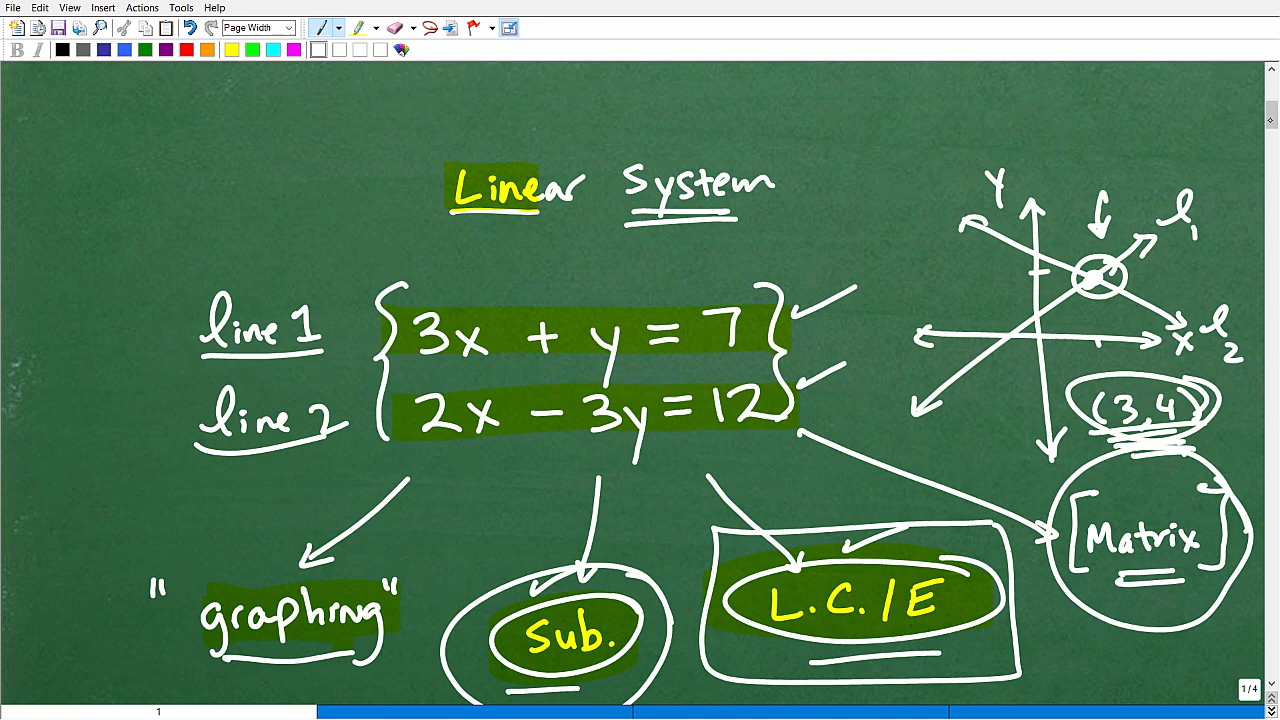 File Edit View Insert Actions Tools Help
Page Width
B I
Linear System
Y
l1
line 1 { 3x + y = 7 }
x l2
line 2 { 2x - 3y = 12 }
(3,4)
[Matrix]
"graphing"
Sub.
L.C./E
1/4
1